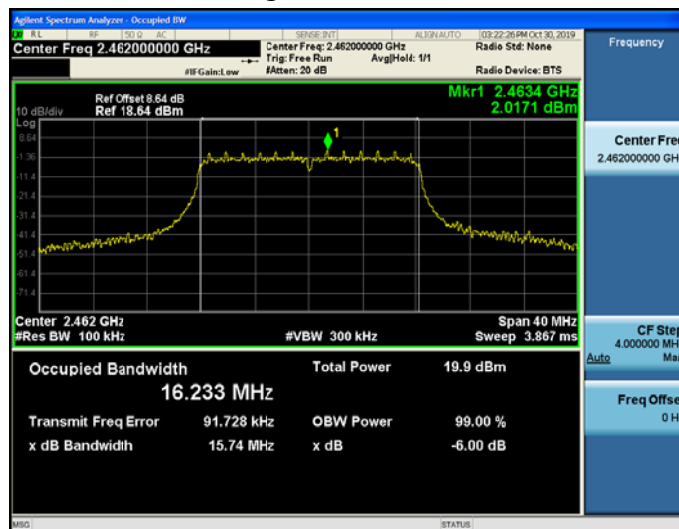 Agilent Spectrum Analyzer - Occupied BW
RL RF 50 Ω AC SENSE:INT ALIGNAUTO 03:22:26 PM Oct 30, 2019
Center Freq 2.462000000 GHz Center Freq: 2.462000000 GHz Radio Std: None Frequency
Trig: Free Run Avg|Hold: 1/1
#IFGain:Low #Atten: 20 dB Radio Device: BTS
Ref Offset 8.64 dB Mkr1 2.4634 GHz
10 dB/div Ref 18.64 dBm 2.0171 dBm
Log
8.64
-1.36
-11.4
-21.4
-31.4
-41.4
-51.4
-61.4
-71.4
1
Center Fre
2.462000000 GH
Center 2.462 GHz Span 40 MHz
#Res BW 100 kHz #VBW 300 kHz Sweep 3.867 ms
CF Step
4.000000 MH
Auto Ma
Occupied Bandwidth Total Power 19.9 dBm
16.233 MHz
Transmit Freq Error 91.728 kHz OBW Power 99.00 %
x dB Bandwidth 15.74 MHz x dB -6.00 dB
Freq Offse
0 H
MSG STATUS